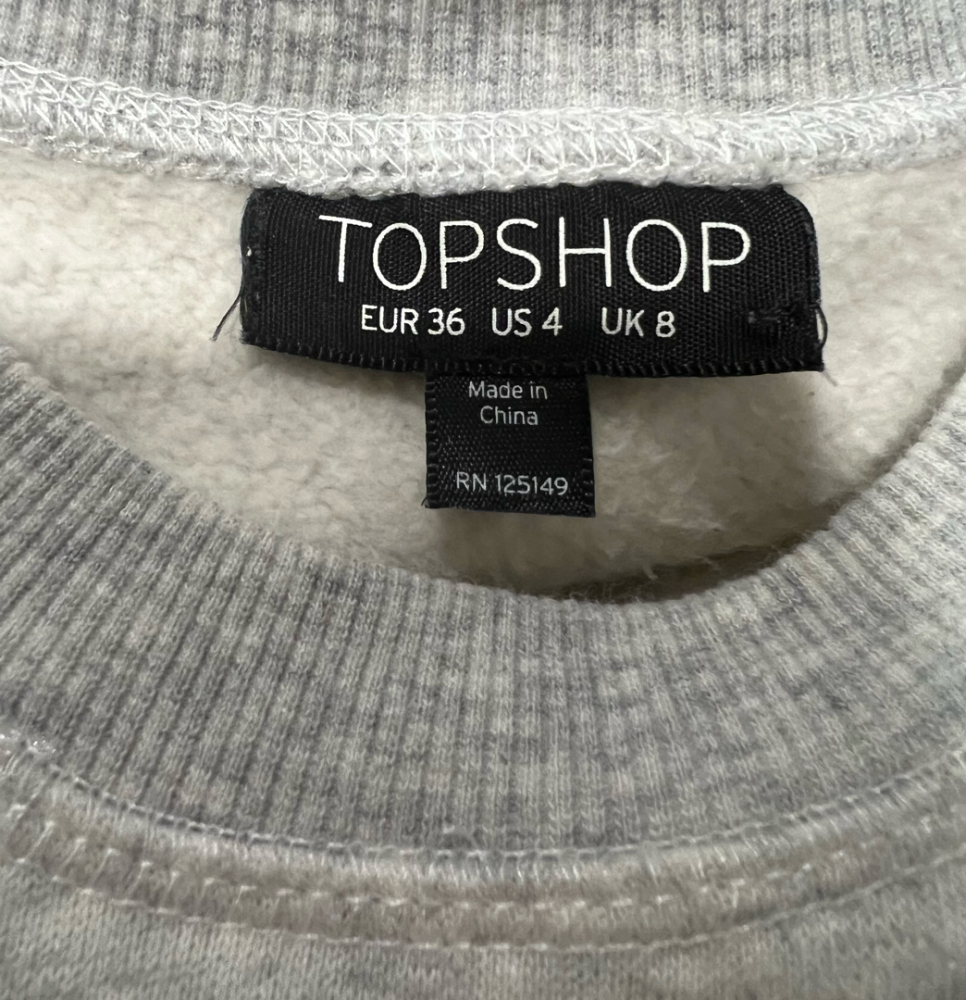 TOPSHOP
EUR 36 US 4 UK 8
Made in
China
RN 125149